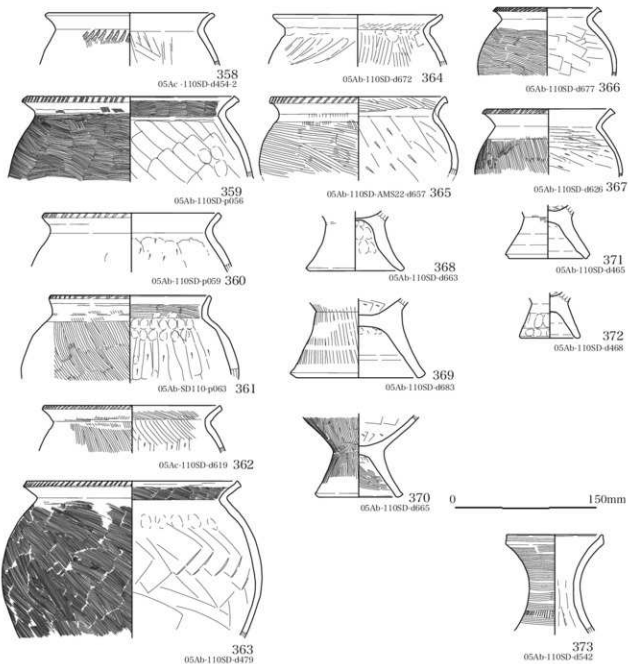 358
05Ac -110SD-d454-2
05Ab-110SD-d672 364
05Ab-110SD-d677 366
359
05Ab-110SD-p056
05Ab-110SD-AMS22-d657 365
05Ab-110SD-d626 367
05Ab-110SD-p059 360
368
05Ab-110SD-d663
371
05Ab-110SD-d465
05Ab-SD110-p063 361
369
05Ab-110SD-d683
372
05Ab-110SD-d468
05Ac-110SD-d619 362
370
05Ab-110SD-d665
0 150mm
363
05Ab-110SD-d479
373
05Ab-110SD-d542